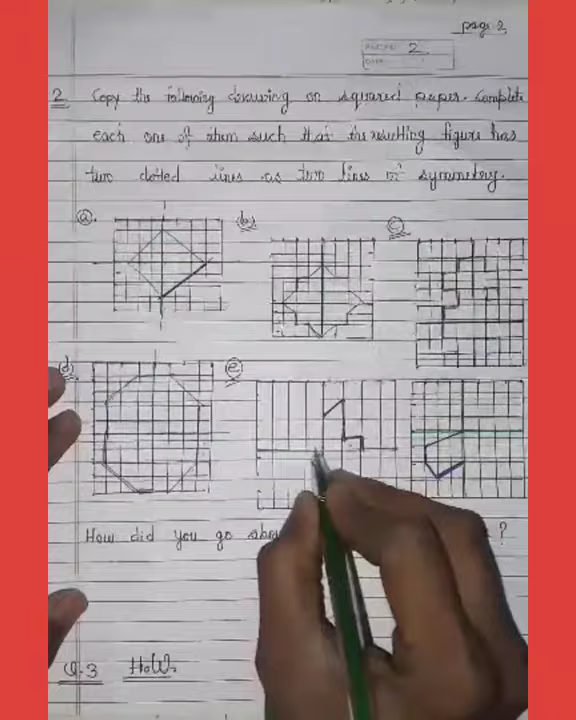 page 2
2
2 Copy the following drawing on squared paper. Complete
each one of them such that the resulting figure has
two dotted lines as two lines of symmetry.
a. (b) c
d. e
How did you go ?
Q.3 H.W.